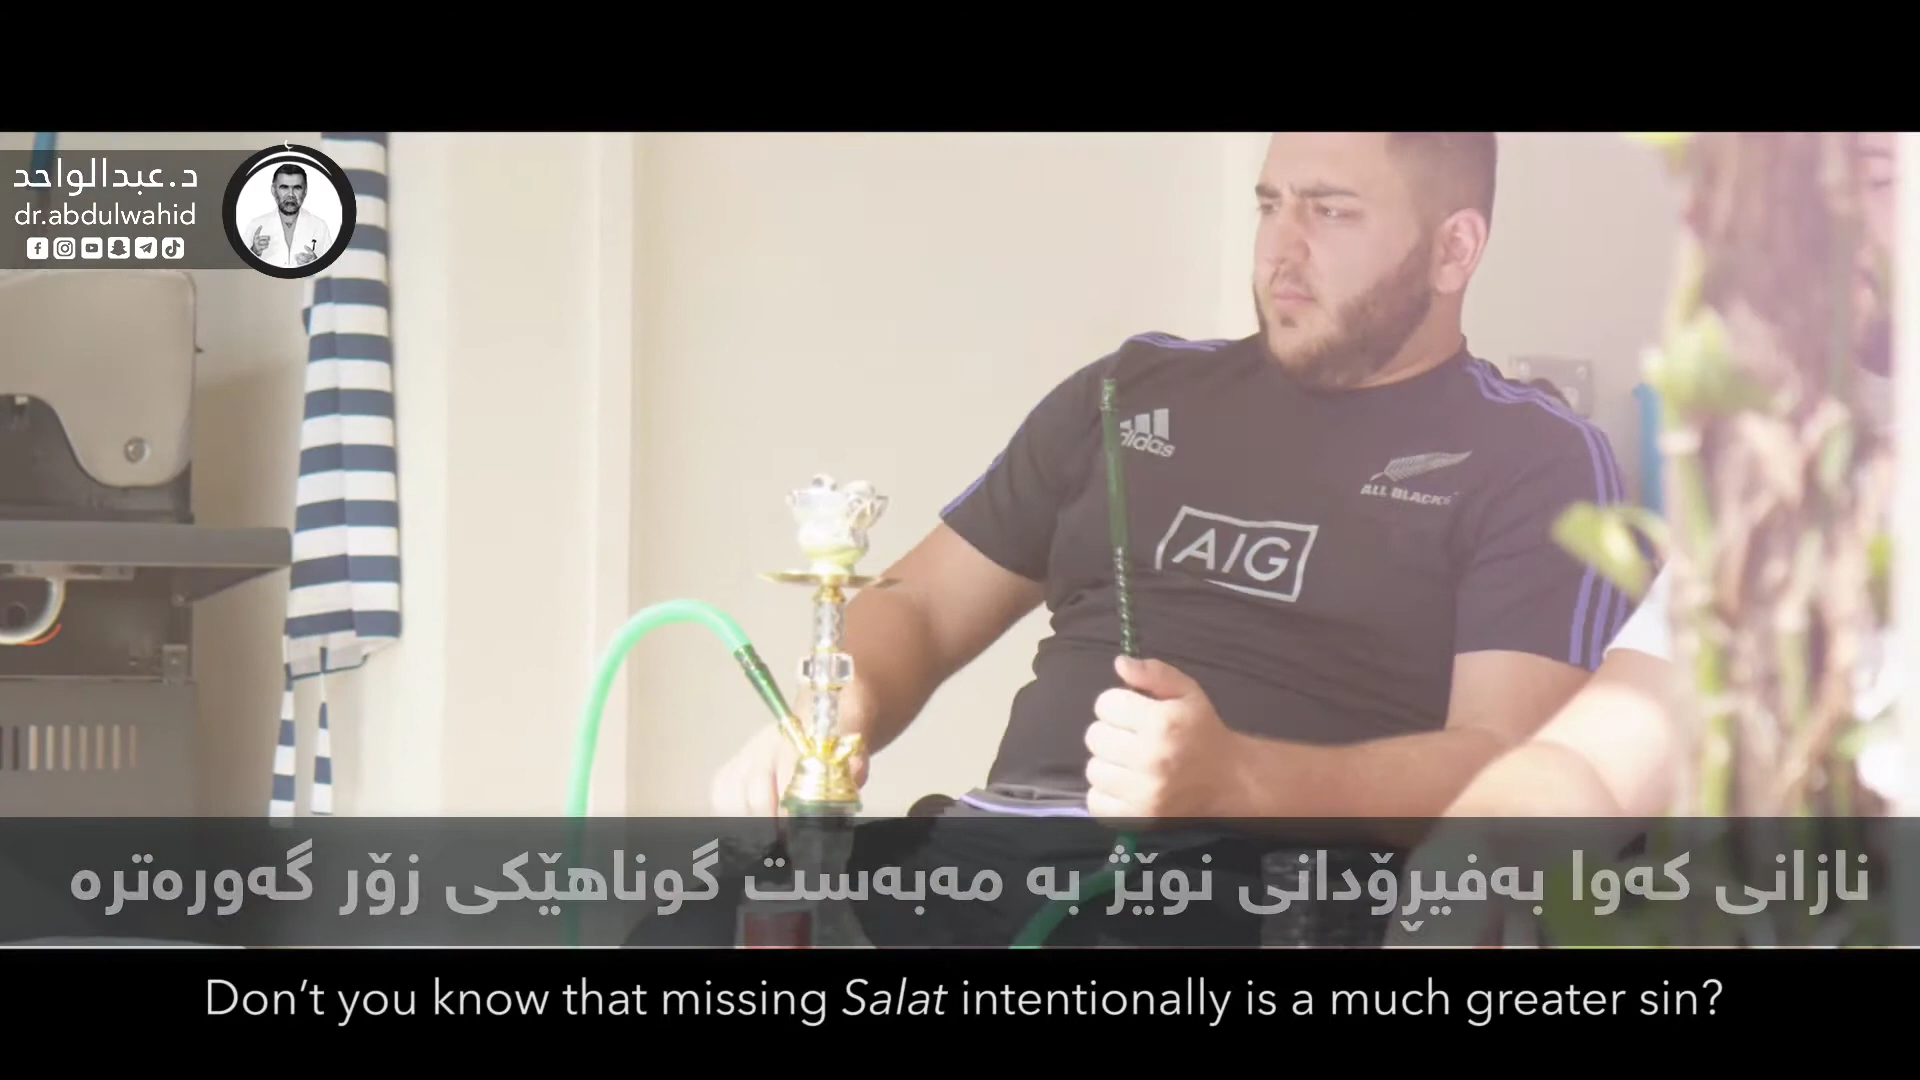 د.عبدالواحد
dr.abdulwahid
adidas
ALL BLACKS
AIG
نازانی کەوا بەفیڕۆدانی نوێژ بە مەبەست گوناهێکی زۆر گەورەترە
Don’t you know that missing Salat intentionally is a much greater sin?